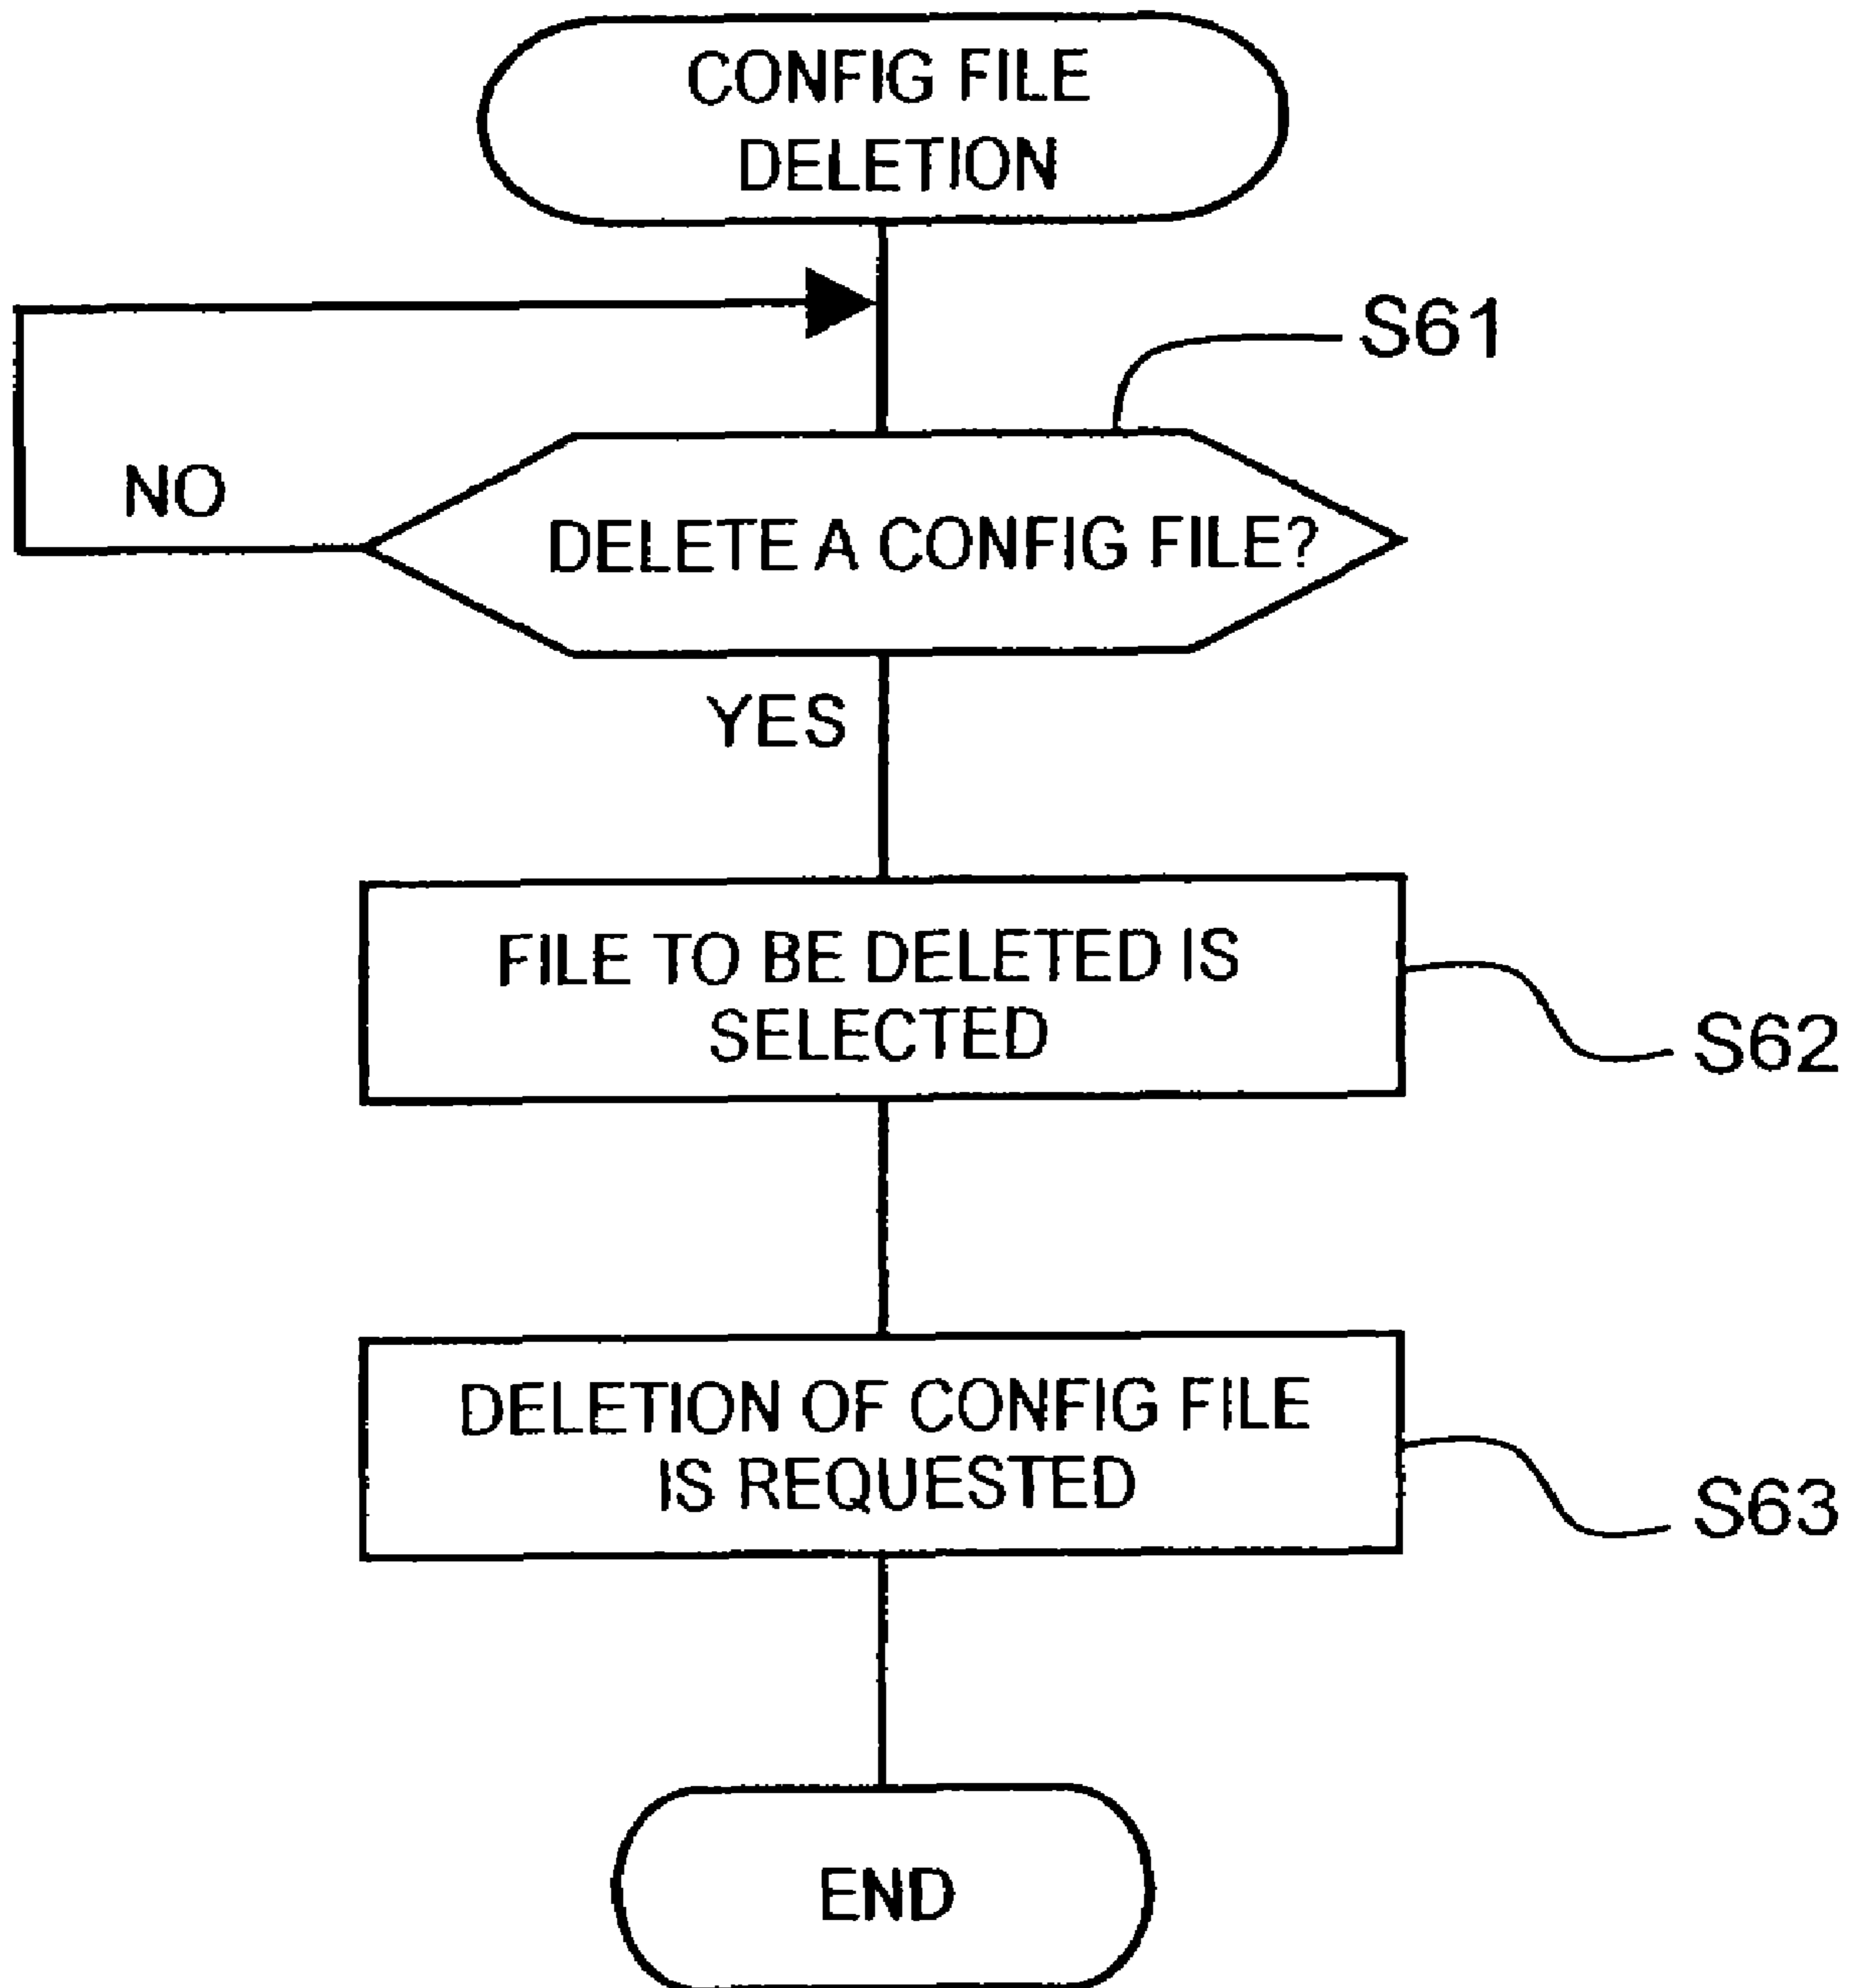 CONFIG FILE
DELETION
S61
NO
DELETE A CONFIG FILE?
YES
FILE TO BE DELETED IS
SELECTED
S62
DELETION OF CONFIG FILE
IS REQUESTED
S63
END